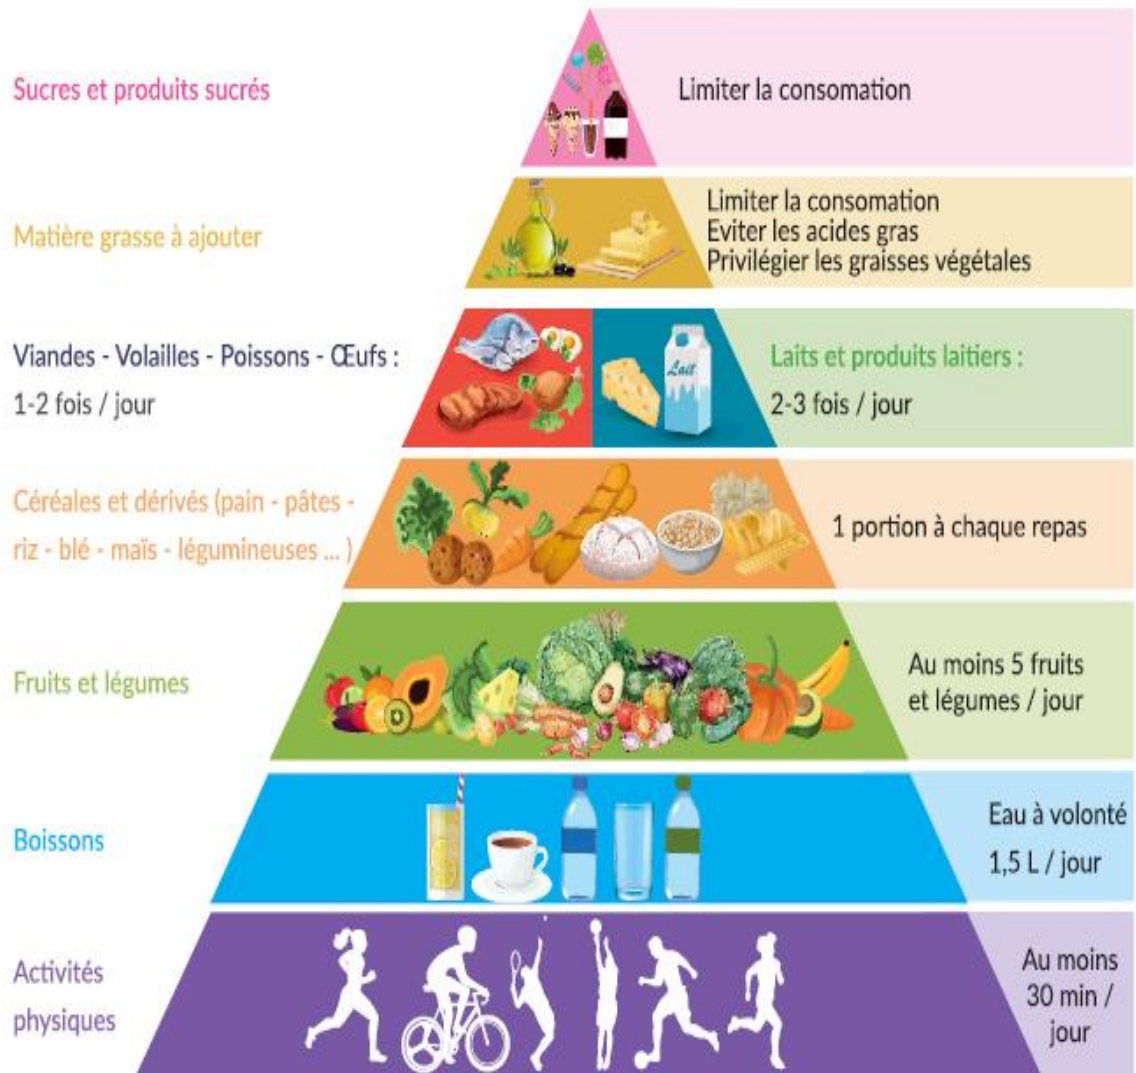 Sucres et produits sucrés
Limiter la consomation
Matière grasse à ajouter
Limiter la consomation
Eviter les acides gras
Privilégier les graisses végétales
Viandes - Volailles - Poissons - Œufs :
1-2 fois / jour
Lait
Laits et produits laitiers :
2-3 fois / jour
Céréales et dérivés (pain - pâtes -
riz - blé - maïs - légumineuses ... )
1 portion à chaque repas
Fruits et légumes
Au moins 5 fruits
et légumes / jour
Boissons
Eau à volonté
1,5 L / jour
Activités
physiques
Au moins
30 min /
jour